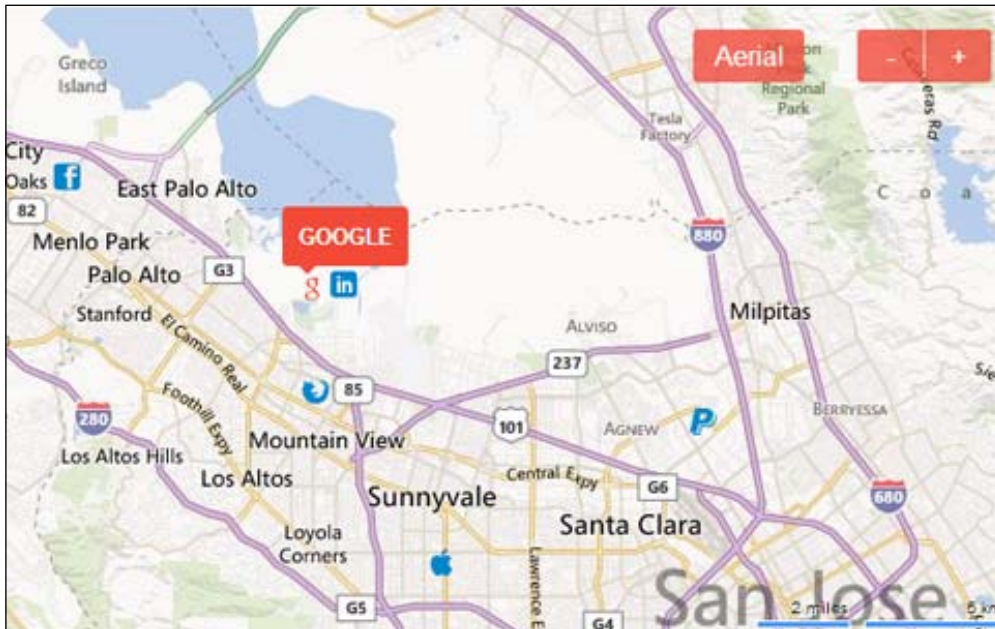 Greco
Island
Aerial
-
+
Regional
Park
Tesla
Factory
City
Oaks
f
East Palo Alto
82
C o a
Menlo Park
GOOGLE
880
Palo Alto
G3
g
in
Stanford
El Camino Real
ALVISO
Milpitas
237
85
Foothill Expy
280
Mountain View
101
AGNEW
P
BERRYESSA
Los Altos Hills
Los Altos
Sunnyvale
Central Expy
G6
680
Loyola
Corners
Santa Clara
Lawrence E
San Jose
G5
G4
2 miles
5 km